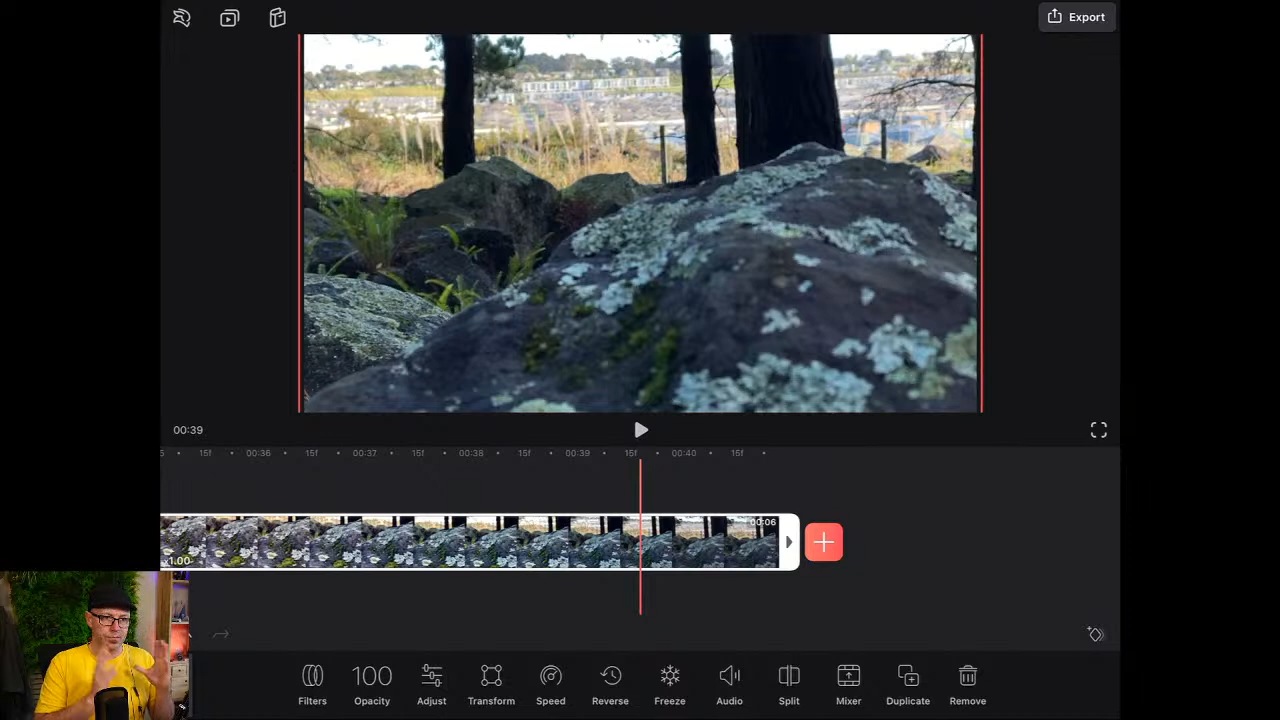 Export
00:39
15f 00:36 15f 00:37 15f 00:38 15f 00:39 15f 00:40 15f
00:06
x1.00
100
Filters Opacity Adjust Transform Speed Reverse Freeze Audio Split Mixer Duplicate Remove